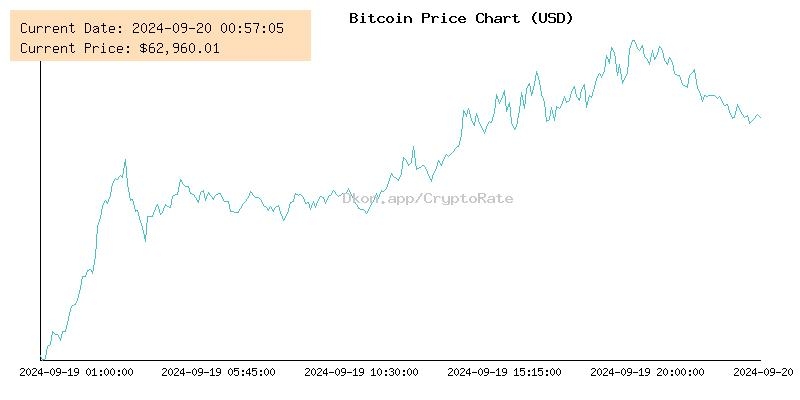 Bitcoin Price Chart (USD)
Current Date: 2024-09-20 00:57:05
Current Price: $62,960.01
Dkon.app/CryptoRate
2024-09-19 01:00:00 2024-09-19 05:45:00 2024-09-19 10:30:00 2024-09-19 15:15:00 2024-09-19 20:00:00 2024-09-20